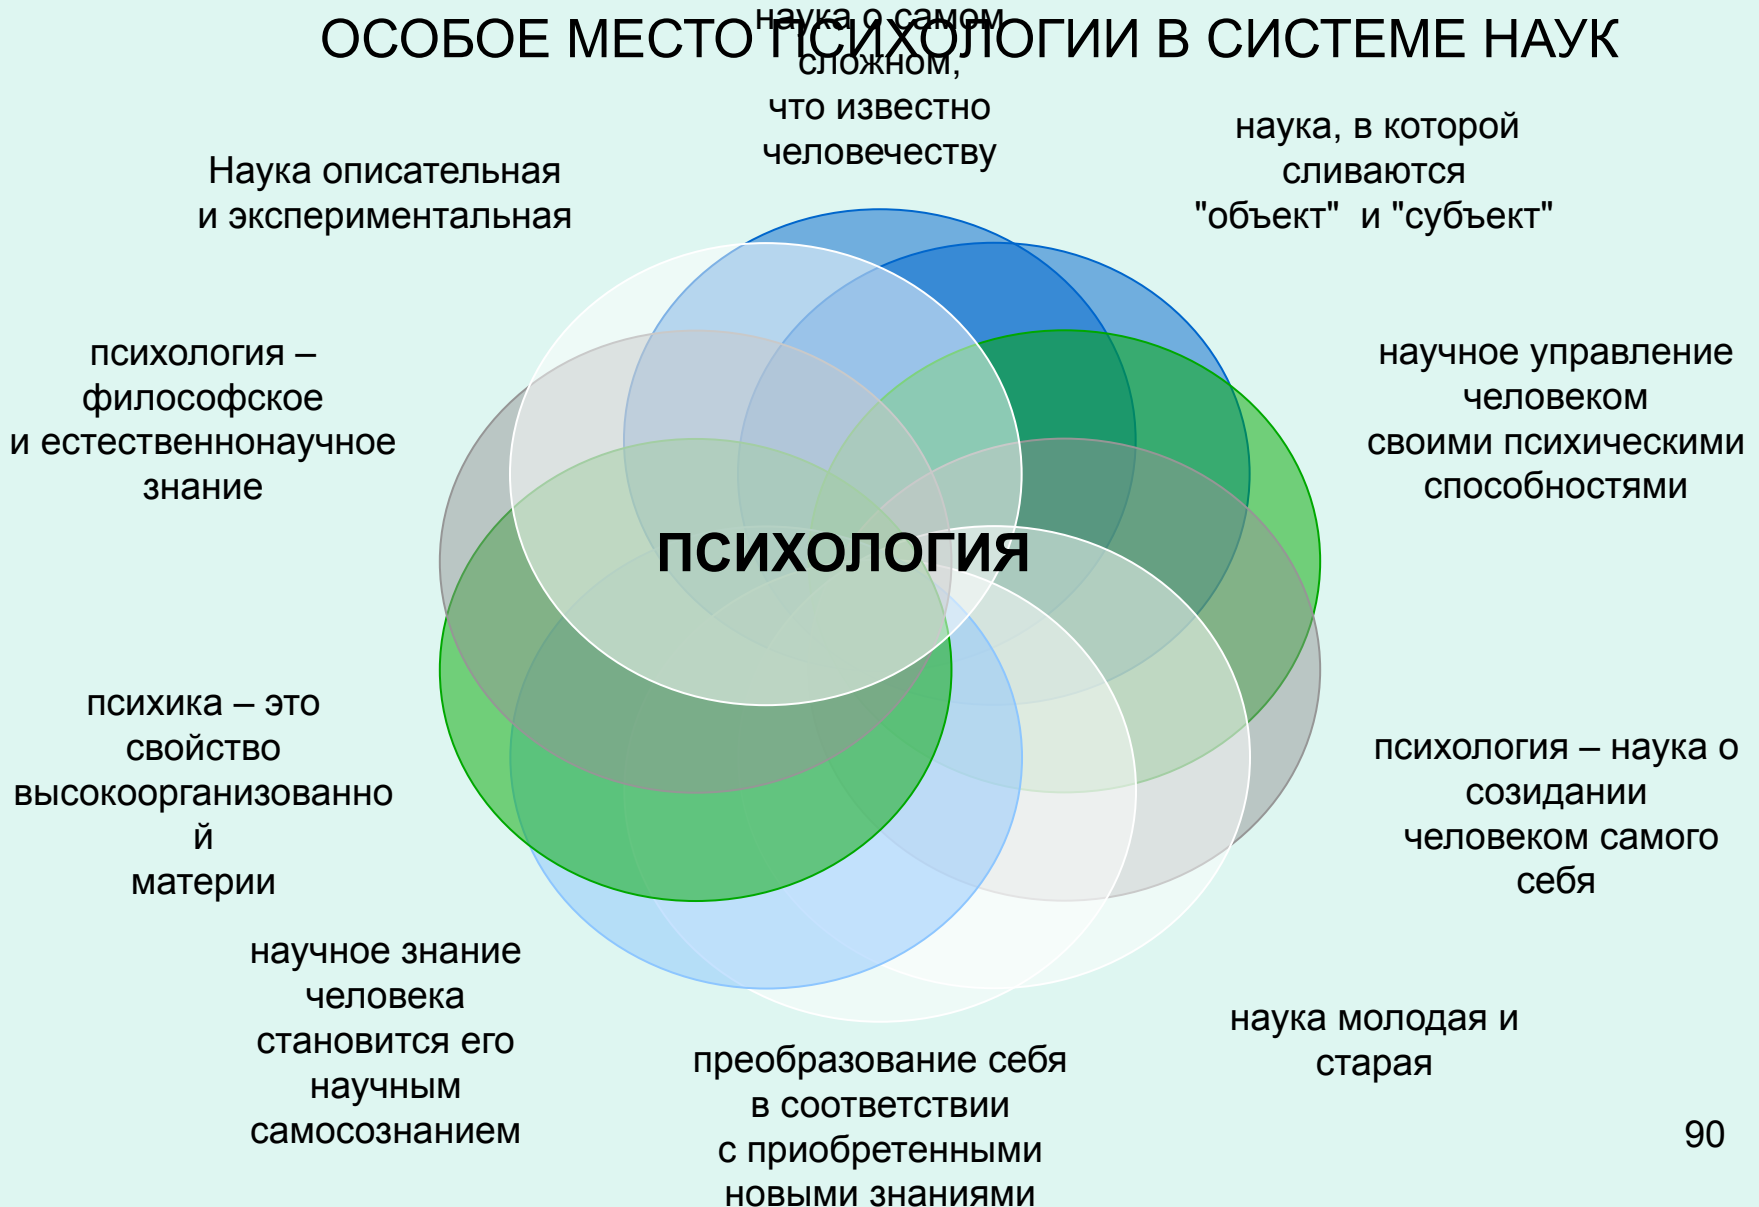 ОСОБОЕ МЕСТО ПСИХОЛОГИИ В СИСТЕМЕ НАУК
наука о самом
сложном,
что известно
человечеству
наука, в которой
сливаются
"объект" и "субъект"
научное управление
человеком
своими психическими
способностями
психология – наука о
созидании
человеком самого
себя
наука молодая и
старая
преобразование себя
в соответствии
с приобретенными
новыми знаниями
научное знание
человека
становится его
научным
самосознанием
психика – это
свойство
высокоорганизованно
й
материи
психология –
философское
и естественнонаучное
знание
Наука описательная
и экспериментальная
ПСИХОЛОГИЯ
90